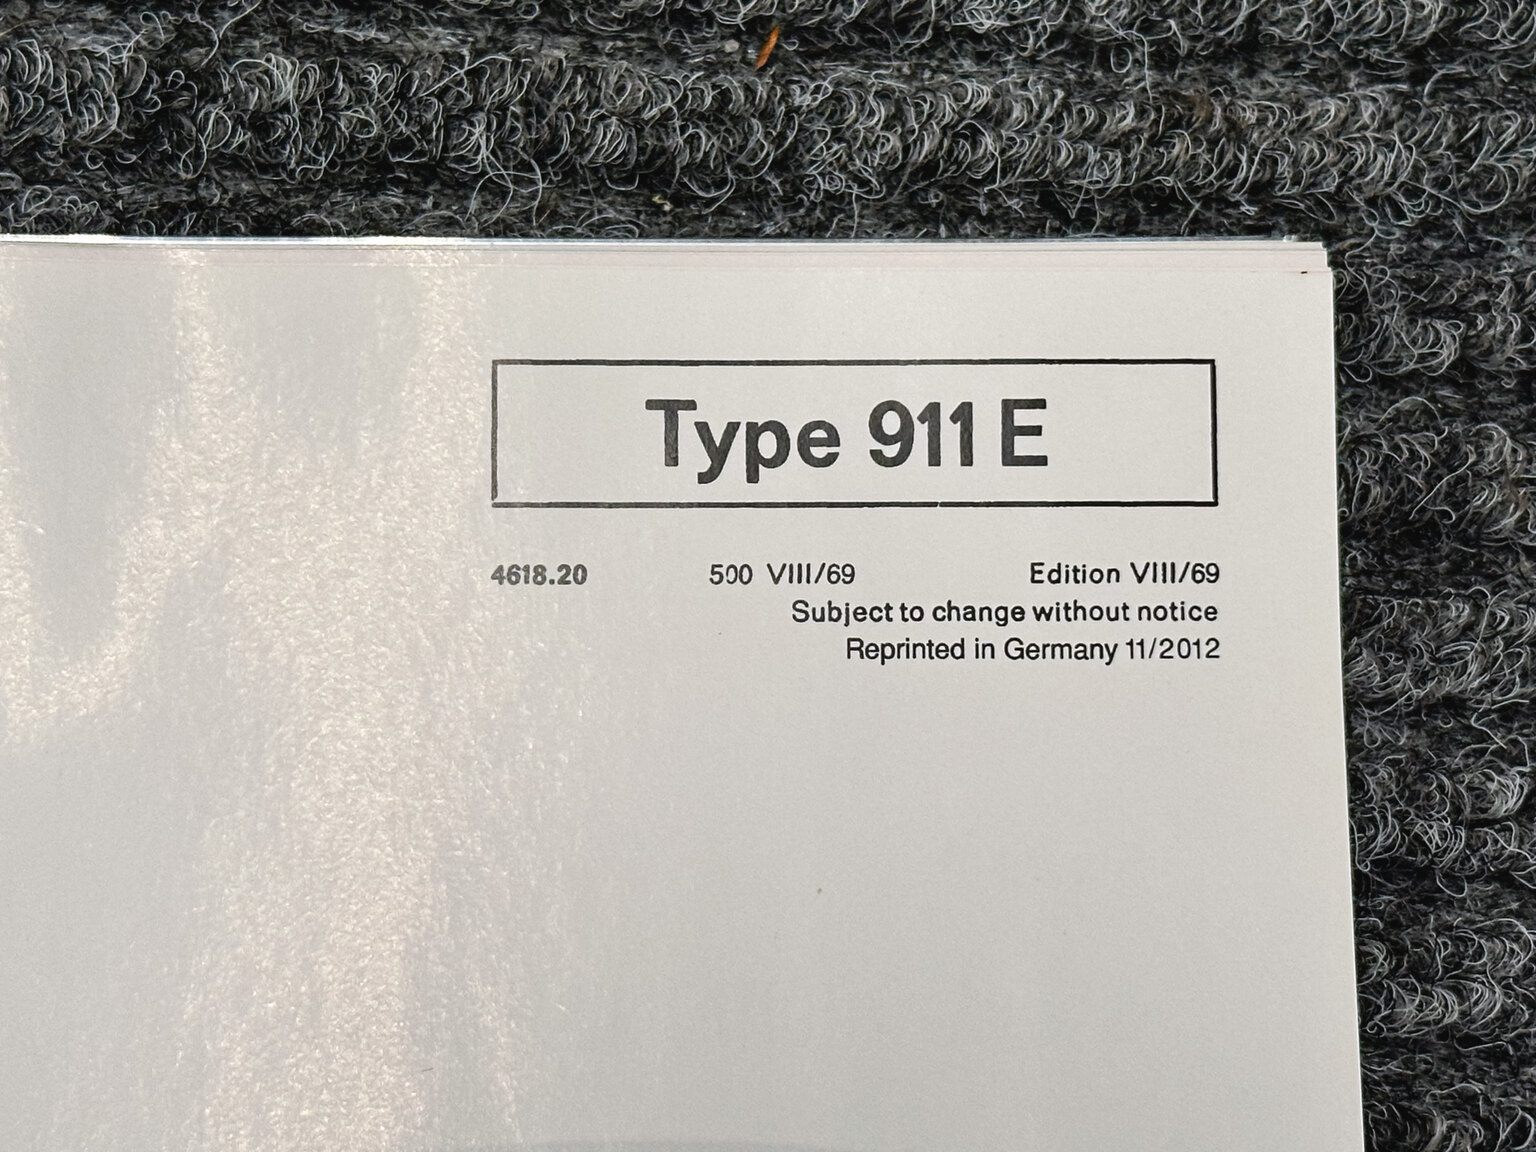 Type 911 E
4618.20 500 VIII/69 Edition VIII/69
Subject to change without notice
Reprinted in Germany 11/2012